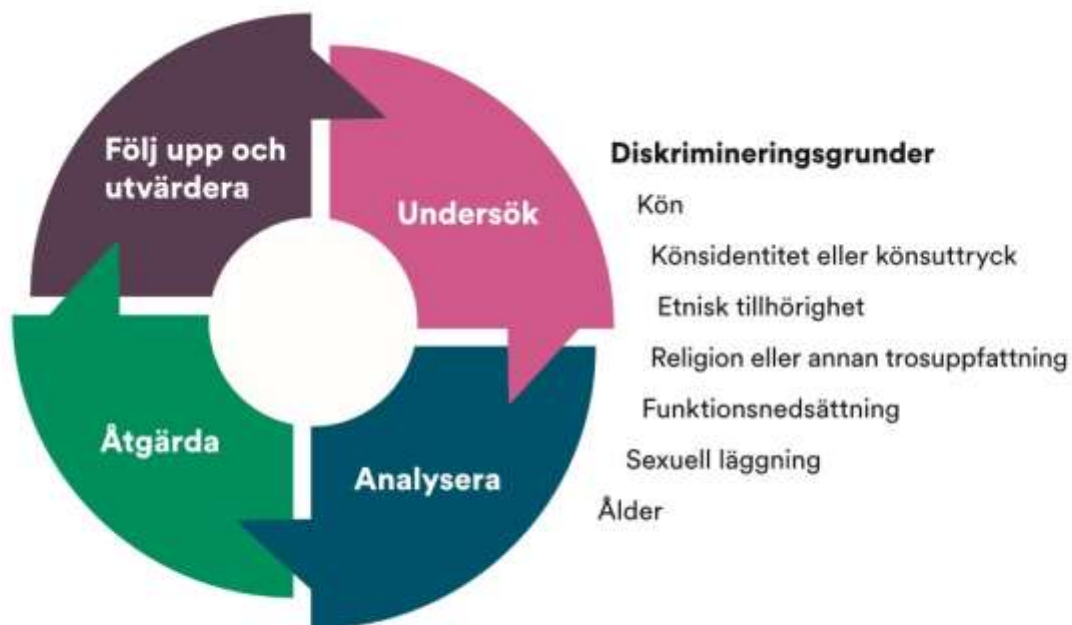 Följ upp och
utvärdera
Undersök
Analysera
Åtgärda
Diskrimineringsgrunder
Kön
Könsidentitet eller könsuttryck
Etnisk tillhörighet
Religion eller annan trosuppfattning
Funktionsnedsättning
Sexuell läggning
Ålder